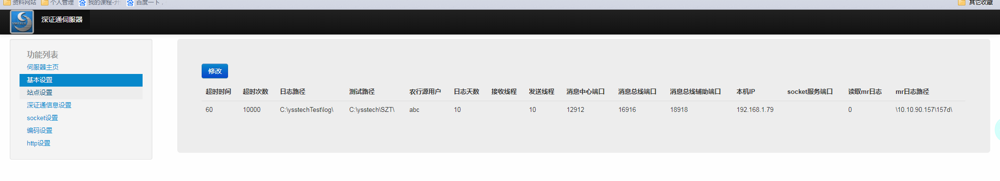 资料网站 个人管理 我的课程-开 百度一下， 其它收藏
YSSTECH 深证通伺服器
功能列表
伺服器主页
基本设置
站点设置
深证通信息设置
socket设置
编码设置
http设置
修改
超时时间 超时次数 日志路径 测试路径 农行源用户 日志天数 接收线程 发送线程 消息中心端口 消息总线端口 消息总线辅助端口 本机IP socket服务端口 读取mr日志 mr日志路径
60 10000 C:\ysstechTest\log\ C:\ysstech\SZT\ abc 10 10 12912 16916 18918 192.168.1.79 0 \10.10.90.157\157d\